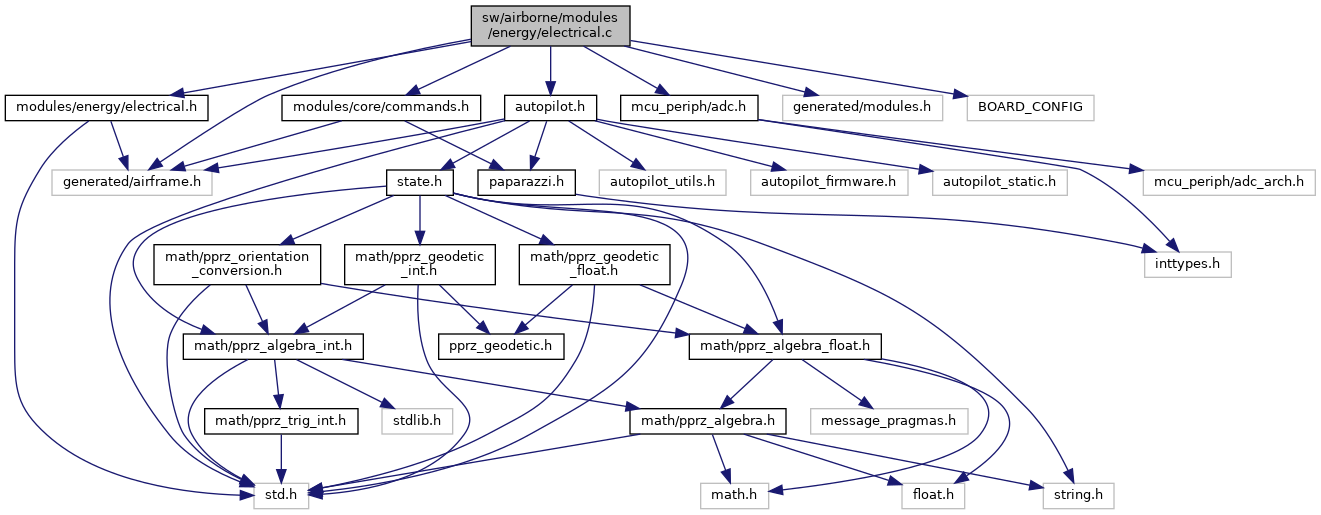 sw/airborne/modules
/energy/electrical.c
modules/energy/electrical.h
modules/core/commands.h
autopilot.h
mcu_periph/adc.h
generated/modules.h
BOARD_CONFIG
generated/airframe.h
state.h
paparazzi.h
autopilot_utils.h
autopilot_firmware.h
autopilot_static.h
mcu_periph/adc_arch.h
math/pprz_orientation
_conversion.h
math/pprz_geodetic
_int.h
math/pprz_geodetic
_float.h
inttypes.h
math/pprz_algebra_int.h
pprz_geodetic.h
math/pprz_algebra_float.h
math/pprz_trig_int.h
stdlib.h
math/pprz_algebra.h
message_pragmas.h
std.h
math.h
float.h
string.h